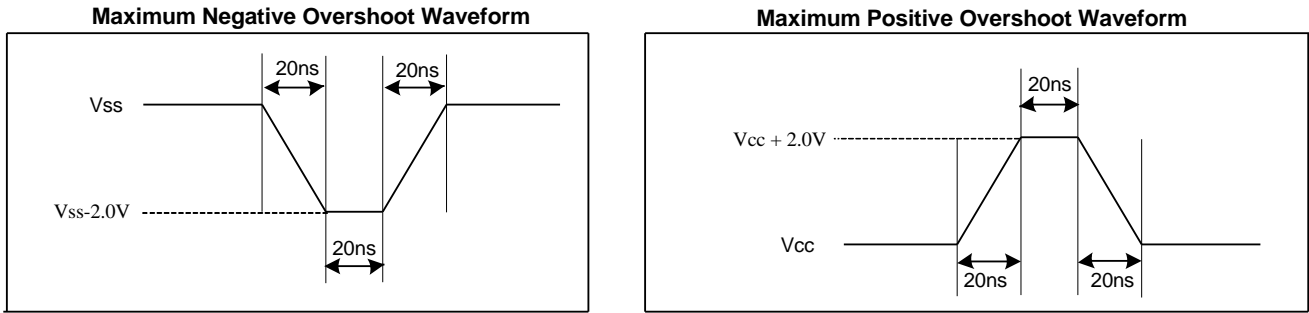 Maximum Negative Overshoot Waveform
20ns
20ns
Vss
Vss-2.0V
20ns
Maximum Positive Overshoot Waveform
20ns
Vcc + 2.0V
Vcc
20ns
20ns